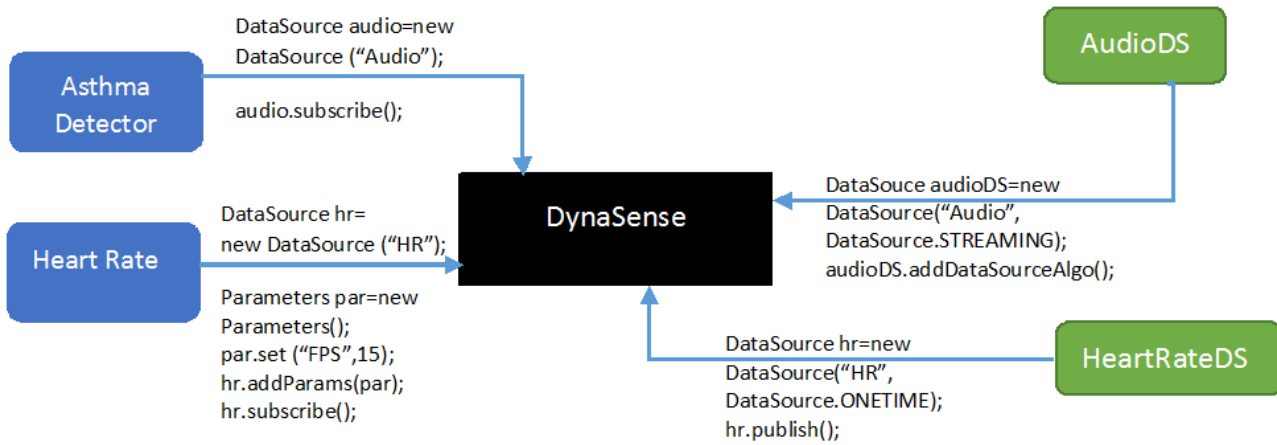 DataSource audio=new
DataSource (“Audio”);
audio.subscribe();
Asthma
Detector
AudioDS
DynaSense
DataSouce audioDS=new
DataSource(“Audio”,
DataSource.STREAMING);
audioDS.addDataSourceAlgo();
DataSource hr=
new DataSource (“HR”);
Heart Rate
Parameters par=new
Parameters();
par.set (“FPS”,15);
hr.addParams(par);
hr.subscribe();
DataSource hr=new
DataSource(“HR”,
DataSource.ONETIME);
hr.publish();
HeartRateDS